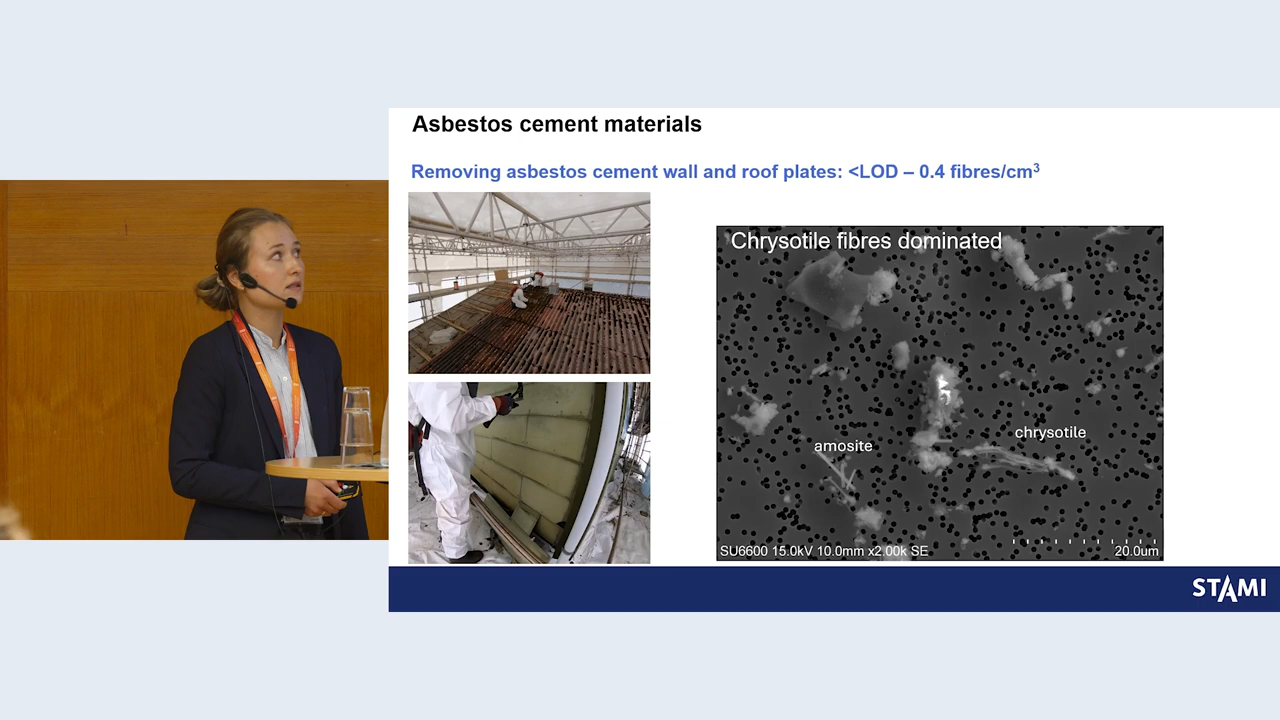 Asbestos cement materials
Removing asbestos cement wall and roof plates: <LOD – 0.4 fibres/cm³
Chrysotile fibres dominated
amosite
chrysotile
SU6600 15.0kV 10.0mm x2.00k SE
20.0um
STAMI